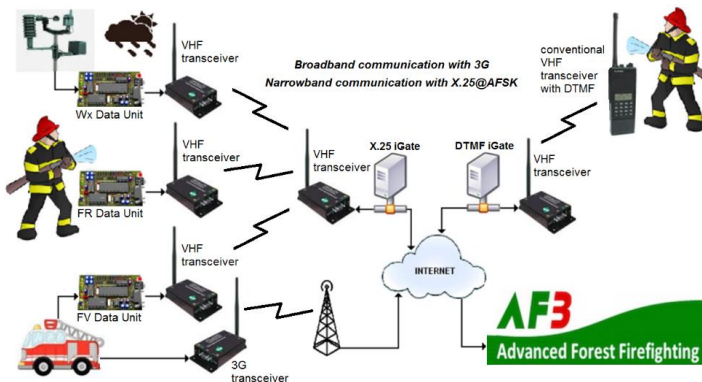 VHF
transceiver
Wx Data Unit
Broadband communication with 3G
Narrowband communication with X.25@AFSK
conventional
VHF
transceiver
with DTMF
VHF
transceiver
FR Data Unit
VHF
transceiver
X.25 iGate
DTMF iGate
VHF
transceiver
VHF
transceiver
FV Data Unit
3G
transceiver
INTERNET
AF3
Advanced Forest Firefighting